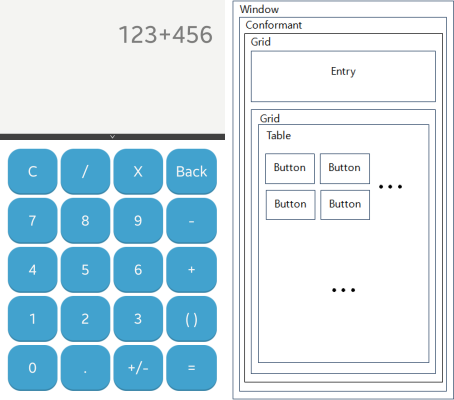 123+456
C / X Back
7 8 9 -
4 5 6 +
1 2 3 ( )
0 . +/- =
Window
Conformant
Grid
Entry
Grid
Table
Button Button
...
Button Button
...